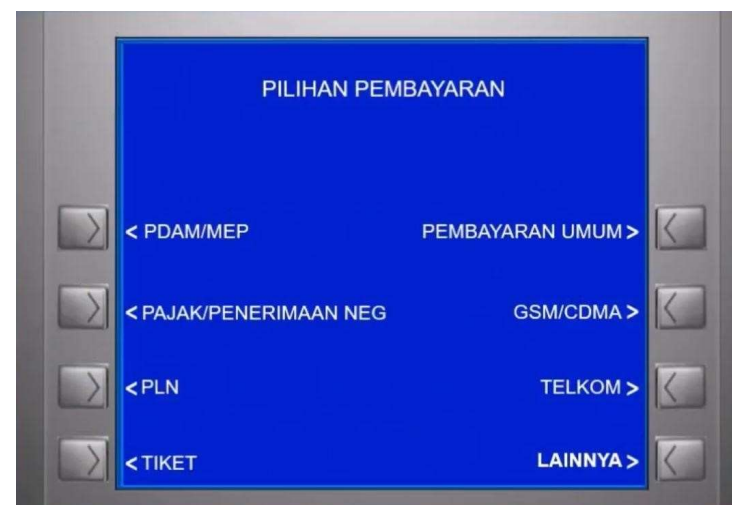 PILIHAN PEMBAYARAN
< PDAM/MEP
PEMBAYARAN UMUM >
< PAJAK/PENERIMAAN NEG
GSM/CDMA >
< PLN
TELKOM >
< TIKET
LAINNYA >